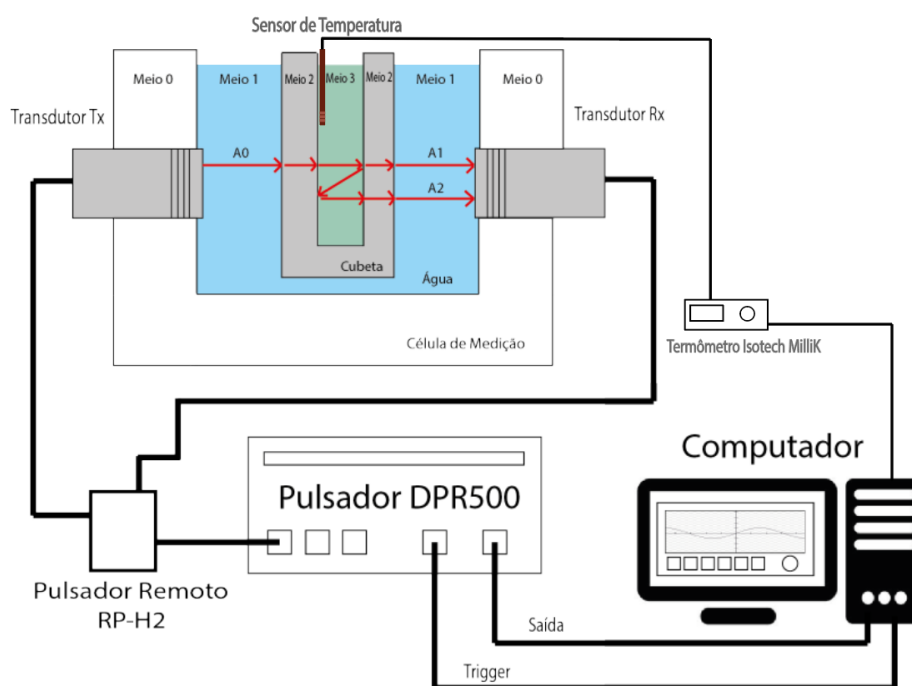 Sensor de Temperatura
Meio 0
Meio 1
Meio 2
Meio 3
Meio 2
Meio 1
Meio 0
Transdutor Tx
Transdutor Rx
A0
A1
A2
Cubeta
Água
Célula de Medição
Termômetro Isotech MilliK
Computador
Pulsador DPR500
Pulsador Remoto
RP-H2
Saída
Trigger